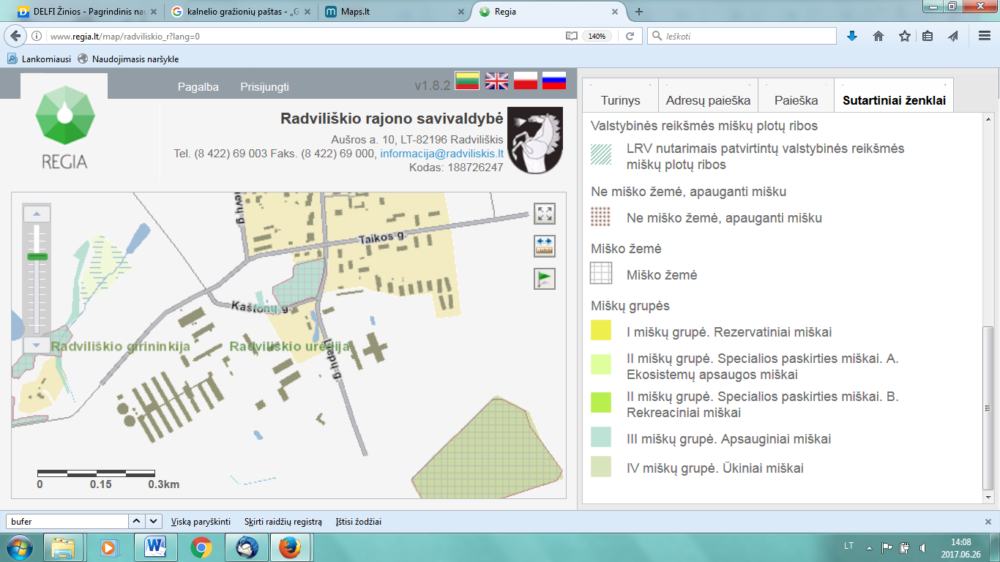 DELFI Žinios - Pagrindinis na
kalnelio gražionių paštas - „G
Maps.lt
Regia
www.regia.lt/map/radviliskio_r?lang=0
140%
Ieškoti
Lankomiausi
Naudojimasis naršykle
Pagalba
Prisijungti
v1.8.2
REGIA
Radviliškio rajono savivaldybė
Aušros a. 10, LT-82196 Radviliškis
Tel. (8 422) 69 003 Faks. (8 422) 69 000, informacija@radviliskis.lt
Kodas: 188726247
Taikos g.
Kaštonų g.
Radviliškio girininkija
Radviliškio urėdija
Liepų g.
0
0.15
0.3km
Turinys
Adresų paieška
Paieška
Sutartiniai ženklai
Valstybinės reikšmės miškų plotų ribos
LRV nutarimais patvirtintų valstybinės reikšmės
miškų plotų ribos
Ne miško žemė, apauganti mišku
Ne miško žemė, apauganti mišku
Miško žemė
Miško žemė
Miškų grupės
I miškų grupė. Rezervatiniai miškai
II miškų grupė. Specialios paskirties miškai. A.
Ekosistemų apsaugos miškai
II miškų grupė. Specialios paskirties miškai. B.
Rekreaciniai miškai
III miškų grupė. Apsauginiai miškai
IV miškų grupė. Ūkiniai miškai
bufer
Viską paryškinti
Skirti raidžių registrą
Ištisi žodžiai
LT
14:08
2017.06.26